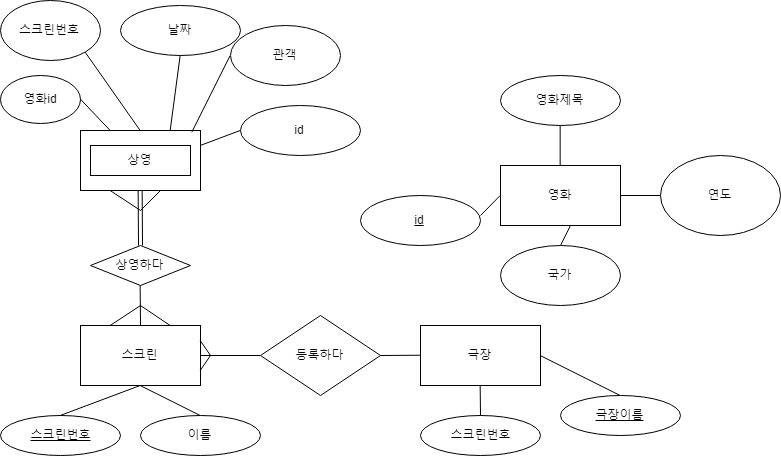 스크린번호
날짜
관객
영화id
id
상영
영화제목
영화
연도
id
국가
상영하다
스크린
등록하다
극장
스크린번호
이름
스크린번호
극장이름